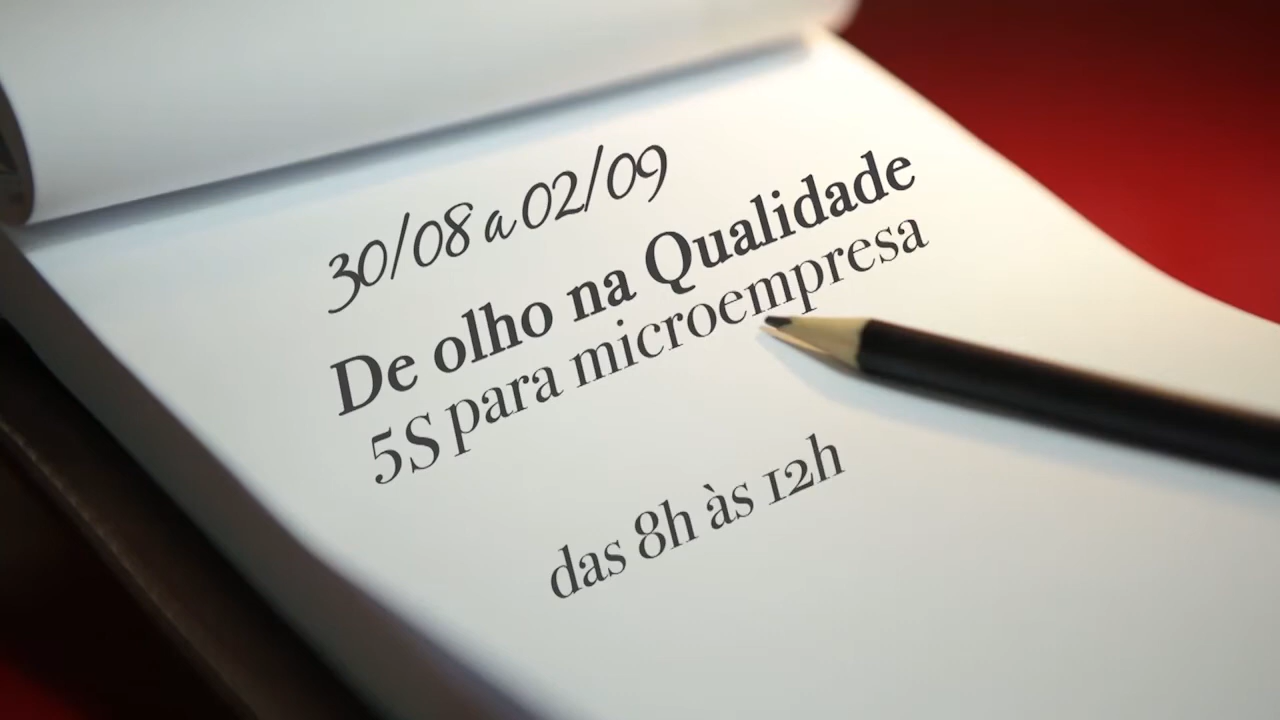 30/08 a 02/09
De olho na Qualidade
5S para microempresa
das 8h às 12h